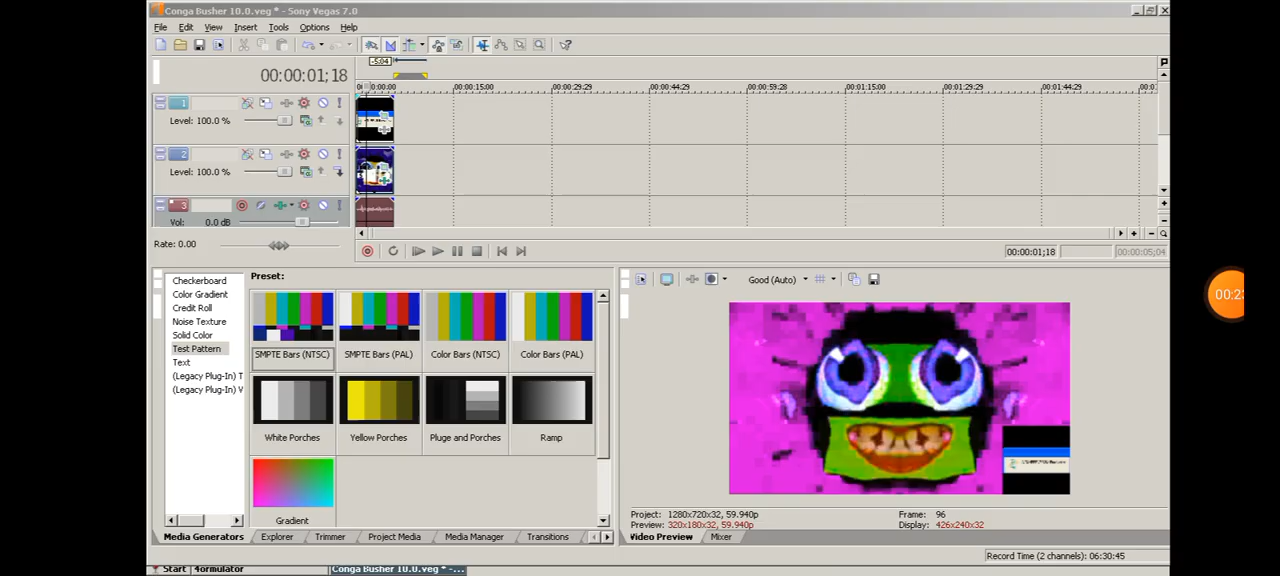 Conga Busher 10.0.veg * - Sony Vegas 7.0
File Edit View Insert Tools Options Help
-5:04
00:00:01;18
00:00:15;00 00:00:29;29 00:00:44;29 00:00:59;28 00:01:15;00 00:01:29;29 00:01:44;29
1
Level: 100.0 %
2
Level: 100.0 %
3
Vol: 0.0 dB
Rate: 0.00
00:00:01;18 00:00:05;04
Checkerboard
Color Gradient
Credit Roll
Noise Texture
Solid Color
Test Pattern
Text
(Legacy Plug-In) T
(Legacy Plug-In) V
Preset:
SMPTE Bars (NTSC) SMPTE Bars (PAL) Color Bars (NTSC) Color Bars (PAL)
White Porches Yellow Porches Pluge and Porches Ramp
Gradient
Media Generators Explorer Trimmer Project Media Media Manager Transitions
Good (Auto)
Project: 1280x720x32, 59.940p Frame: 96
Preview: 320x180x32, 59.940p Display: 426x240x32
Video Preview Mixer
Record Time (2 channels): 06:30:45
Start 4ormulator Conga Busher 10.0.veg * -...
00:23